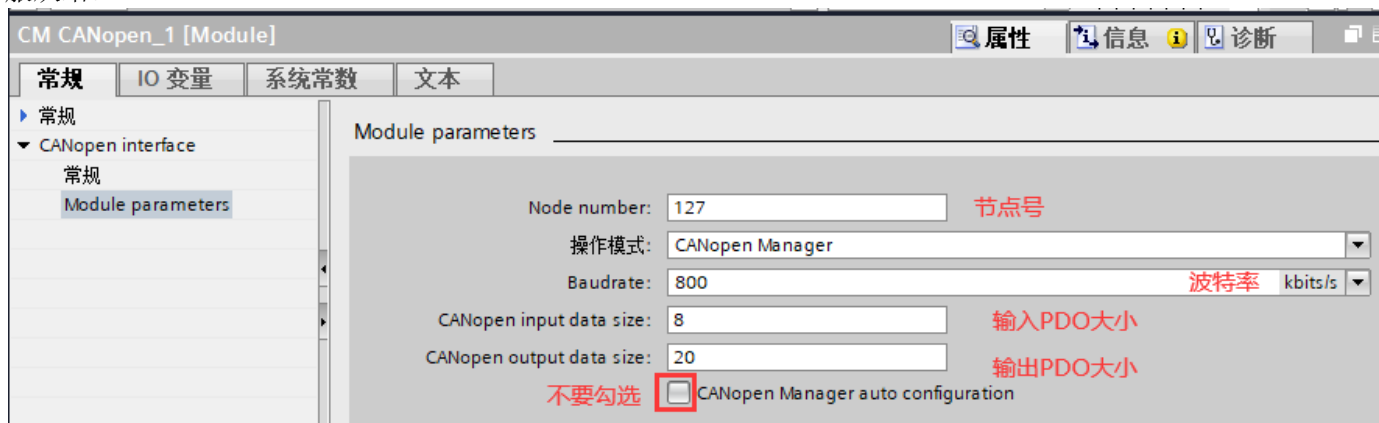 CM CANopen_1 [Module]
属性
信息
诊断
常规
IO 变量
系统常数
文本
常规
CANopen interface
常规
Module parameters
Module parameters
Node number: 127 节点号
操作模式: CANopen Manager
Baudrate: 800 波特率 kbits/s
CANopen input data size: 8 输入PDO大小
CANopen output data size: 20 输出PDO大小
不要勾选 CANopen Manager auto configuration